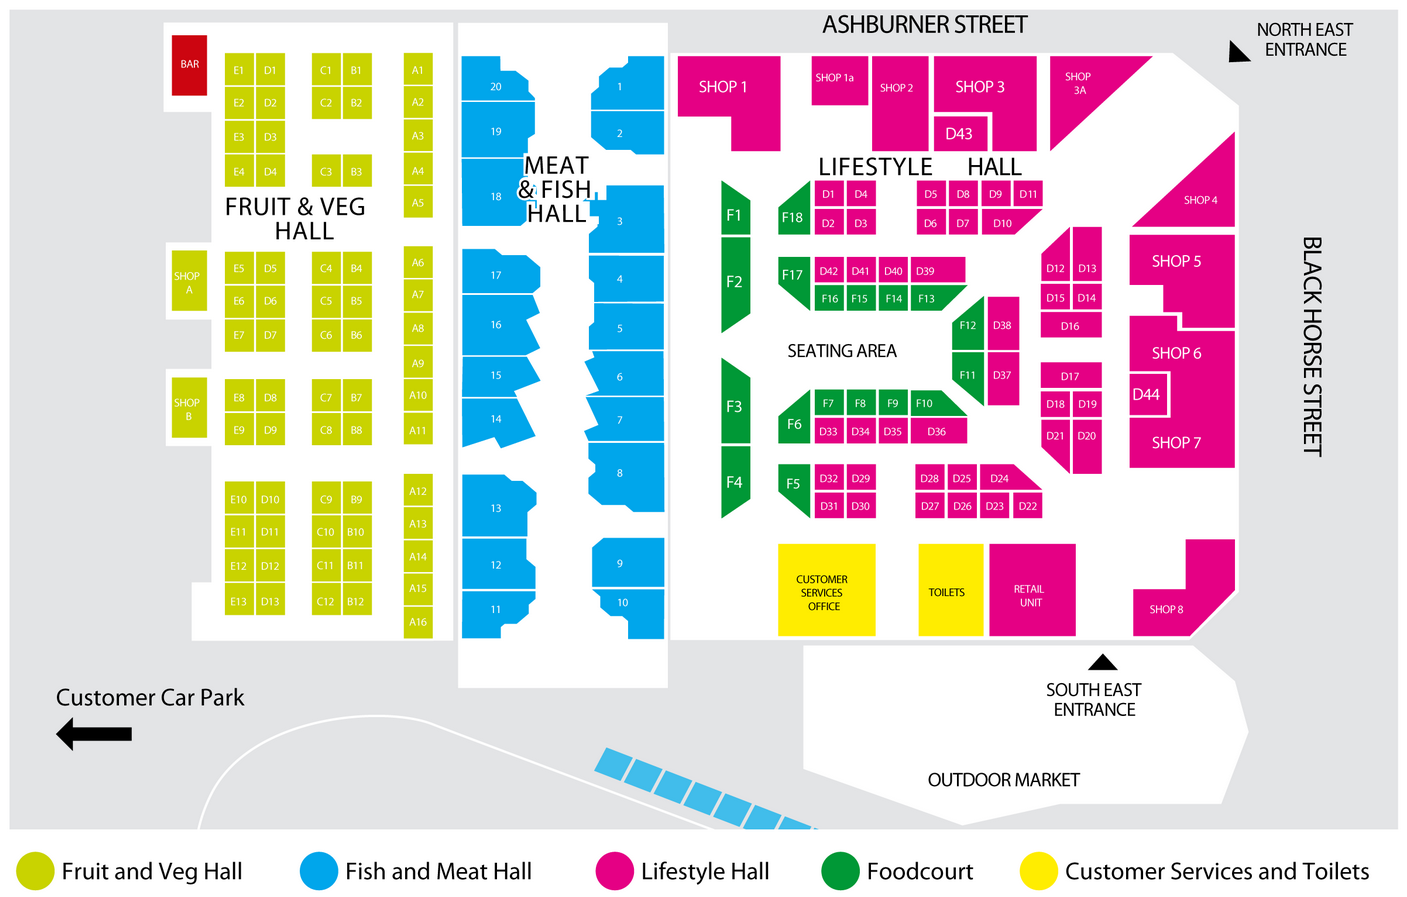 ASHBURNER STREET
NORTH EAST
ENTRANCE
BAR
E1 D1 C1 B1 A1
E2 D2 C2 B2 A2
E3 D3 A3
E4 D4 C3 B3 A4
A5
FRUIT & VEG
HALL
SHOP
A
E5 D5 C4 B4 A6
E6 D6 C5 B5 A7
E7 D7 C6 B6 A8
A9
SHOP
B
E8 D8 C7 B7 A10
E9 D9 C8 B8 A11
E10 D10 C9 B9 A12
E11 D11 C10 B10 A13
E12 D12 C11 B11 A14
E13 D13 C12 B12 A15
A16
MEAT
& FISH
HALL
20 1
19 2
18 3
17 4
16 5
15 6
14 7
8
13
12 9
11 10
SHOP 1
SHOP 1a
SHOP 2
SHOP 3
D43
SHOP
3A
LIFESTYLE HALL
F1 F18 D1 D4 D5 D8 D9 D11
D2 D3 D6 D7 D10
SHOP 4
F2 F17 D42 D41 D40 D39
F16 F15 F14 F13
D12 D13
D15 D14
D16
SHOP 5
SEATING AREA
F12 D38
F11 D37
SHOP 6
D17
D44
D18 D19
D21 D20
SHOP 7
F3 F6 F7 F8 F9 F10
D33 D34 D35 D36
F4 F5 D32 D29 D28 D25 D24
D31 D30 D27 D26 D23 D22
BLACK HORSE STREET
CUSTOMER
SERVICES
OFFICE
TOILETS
RETAIL
UNIT
SHOP 8
SOUTH EAST
ENTRANCE
Customer Car Park
OUTDOOR MARKET
Fruit and Veg Hall
Fish and Meat Hall
Lifestyle Hall
Foodcourt
Customer Services and Toilets